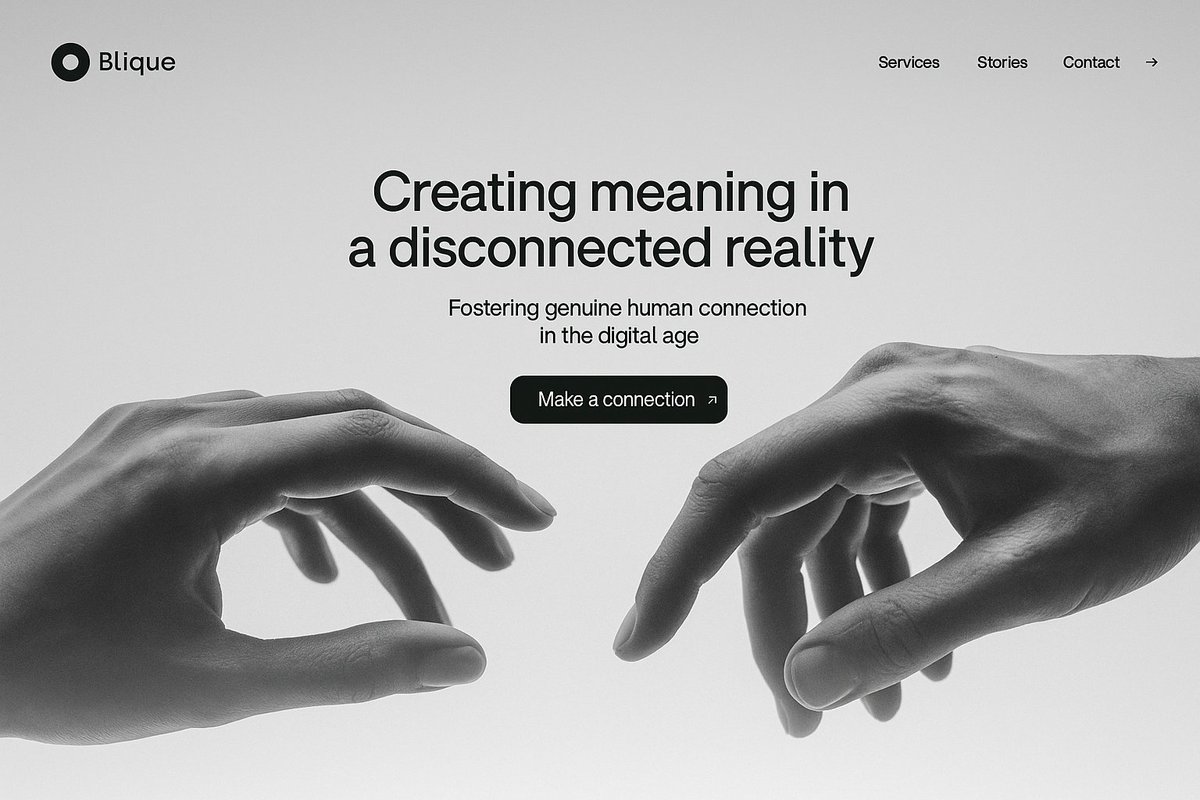 Blique
Services
Stories
Contact →
Creating meaning in
a disconnected reality
Fostering genuine human connection
in the digital age
Make a connection ↗